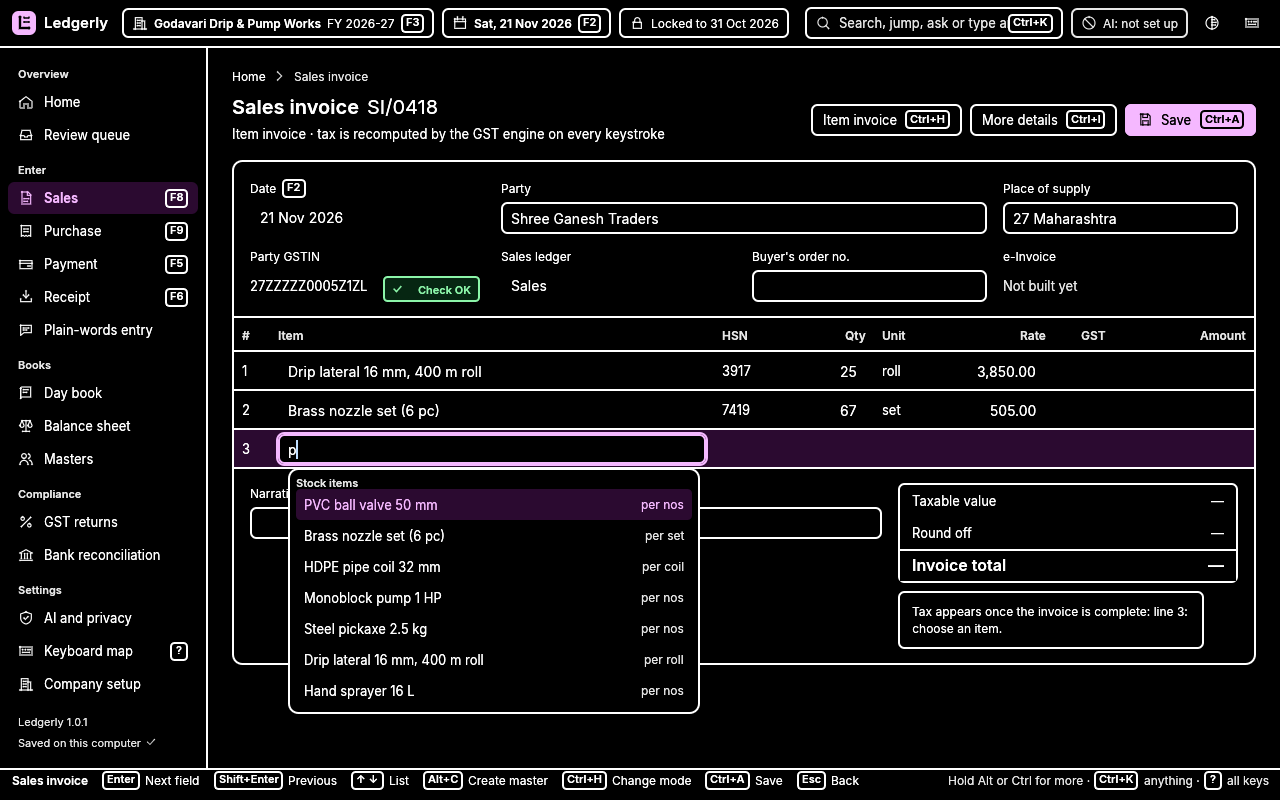 Ledgerly
Godavari Drip & Pump Works FY 2026-27 F3
Sat, 21 Nov 2026 F2
Locked to 31 Oct 2026
Search, jump, ask or type a Ctrl+K
AI: not set up
Overview
Home
Review queue
Enter
Sales F8
Purchase F9
Payment F5
Receipt F6
Plain-words entry
Books
Day book
Balance sheet
Masters
Compliance
GST returns
Bank reconciliation
Settings
AI and privacy
Keyboard map ?
Company setup
Ledgerly 1.0.1
Saved on this computer
Home > Sales invoice
Sales invoice SI/0418
Item invoice · tax is recomputed by the GST engine on every keystroke
Item invoice Ctrl+H
More details Ctrl+I
Save Ctrl+A
Date F2
21 Nov 2026
Party
Shree Ganesh Traders
Place of supply
27 Maharashtra
Party GSTIN
27ZZZZZ0005Z1ZL
Check OK
Sales ledger
Sales
Buyer's order no.
e-Invoice
Not built yet
# Item HSN Qty Unit Rate GST Amount
1 Drip lateral 16 mm, 400 m roll 3917 25 roll 3,850.00
2 Brass nozzle set (6 pc) 7419 67 set 505.00
3 p
Stock items
PVC ball valve 50 mm per nos
Brass nozzle set (6 pc) per set
HDPE pipe coil 32 mm per coil
Monoblock pump 1 HP per nos
Steel pickaxe 2.5 kg per nos
Drip lateral 16 mm, 400 m roll per roll
Hand sprayer 16 L per nos
Taxable value —
Round off —
Invoice total —
Tax appears once the invoice is complete: line 3:
choose an item.
Sales invoice Enter Next field Shift+Enter Previous ↑ ↓ List Alt+C Create master Ctrl+H Change mode Ctrl+A Save Esc Back
Hold Alt or Ctrl for more · Ctrl+K anything · ? all keys